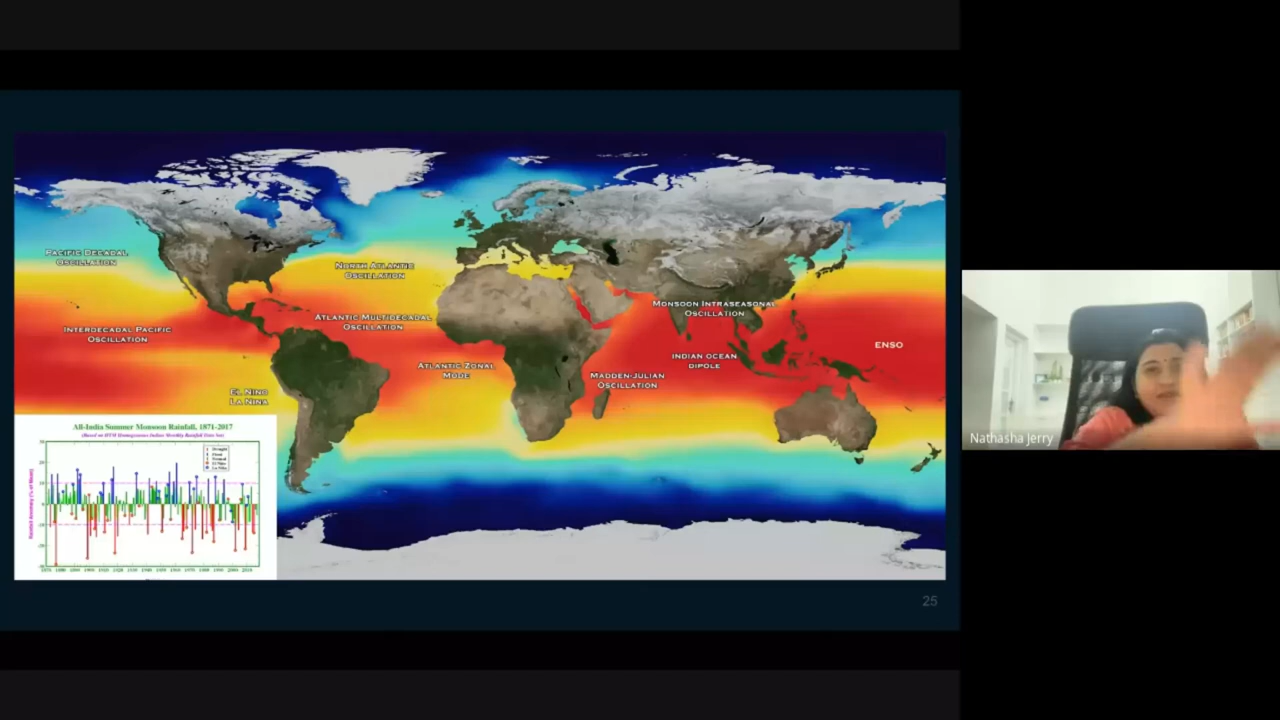 PACIFIC DECADAL
OSCILLATION
NORTH ATLANTIC
OSCILLATION
ATLANTIC MULTIDECADAL
OSCILLATION
MONSOON INTRASEASONAL
OSCILLATION
INTERDECADAL PACIFIC
OSCILLATION
ENSO
ATLANTIC ZONAL
MODE
INDIAN OCEAN
DIPOLE
MADDEN-JULIAN
OSCILLATION
EL NINO
LA NINA
All-India Summer Monsoon Rainfall, 1871-2017
Nathasha Jerry
25